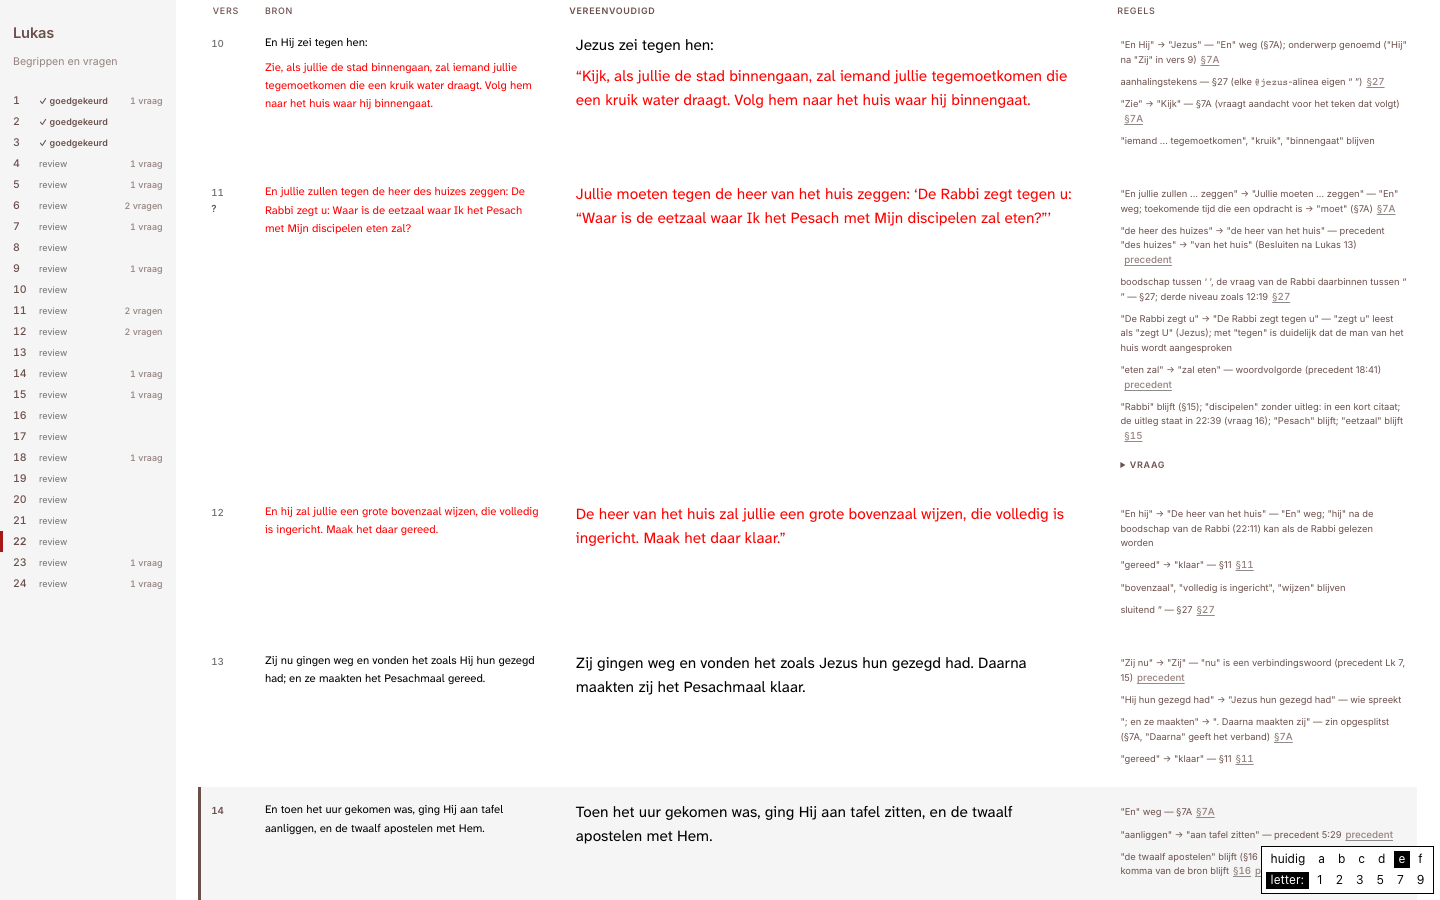 Lukas
Begrippen en vragen
1 ✓ goedgekeurd 1 vraag
2 ✓ goedgekeurd
3 ✓ goedgekeurd
4 review 1 vraag
5 review 1 vraag
6 review 2 vragen
7 review 1 vraag
8 review
9 review 1 vraag
10 review
11 review 2 vragen
12 review 2 vragen
13 review
14 review 1 vraag
15 review 1 vraag
16 review
17 review
18 review 1 vraag
19 review
20 review
21 review
22 review
23 review 1 vraag
24 review 1 vraag
VERS BRON VEREENVOUDIGD REGELS
10
En Hij zei tegen hen:
Zie, als jullie de stad binnengaan, zal iemand jullie
tegemoetkomen die een kruik water draagt. Volg hem
naar het huis waar hij binnengaat.
Jezus zei tegen hen:
“Kijk, als jullie de stad binnengaan, zal iemand jullie tegemoetkomen die
een kruik water draagt. Volg hem naar het huis waar hij binnengaat.
"En Hij" → "Jezus" — "En" weg (§7A); onderwerp genoemd ("Hij"
na "Zij" in vers 9) §7A
aanhalingstekens — §27 (elke @jezus-alinea eigen “ ”) §27
"Zie" → "Kijk" — §7A (vraagt aandacht voor het teken dat volgt)
§7A
"iemand ... tegemoetkomen", "kruik", "binnengaat" blijven
11
?
En jullie zullen tegen de heer des huizes zeggen: De
Rabbi zegt u: Waar is de eetzaal waar Ik het Pesach
met Mijn discipelen eten zal?
Jullie moeten tegen de heer van het huis zeggen: ‘De Rabbi zegt tegen u:
“Waar is de eetzaal waar Ik het Pesach met Mijn discipelen zal eten?”’
"En jullie zullen ... zeggen" → "Jullie moeten ... zeggen" — "En"
weg; toekomende tijd die een opdracht is → "moet" (§7A) §7A
"de heer des huizes" → "de heer van het huis" — precedent
"des huizes" → "van het huis" (Besluiten na Lukas 13)
precedent
boodschap tussen ‘ ’, de vraag van de Rabbi daarbinnen tussen “
” — §27; derde niveau zoals 12:19 §27
"De Rabbi zegt u" → "De Rabbi zegt tegen u" — "zegt u" leest
als "zegt U" (Jezus); met "tegen" is duidelijk dat de man van het
huis wordt aangesproken
"eten zal" → "zal eten" — woordvolgorde (precedent 18:41)
precedent
"Rabbi" blijft (§15); "discipelen" zonder uitleg: in een kort citaat;
de uitleg staat in 22:39 (vraag 16); "Pesach" blijft; "eetzaal" blijft
§15
▶ VRAAG
12
En hij zal jullie een grote bovenzaal wijzen, die volledig
is ingericht. Maak het daar gereed.
De heer van het huis zal jullie een grote bovenzaal wijzen, die volledig is
ingericht. Maak het daar klaar.”
"En hij" → "De heer van het huis" — "En" weg; "hij" na de
boodschap van de Rabbi (22:11) kan als de Rabbi gelezen
worden
"gereed" → "klaar" — §11 §11
"bovenzaal", "volledig is ingericht", "wijzen" blijven
sluitend ” — §27 §27
13
Zij nu gingen weg en vonden het zoals Hij hun gezegd
had; en ze maakten het Pesachmaal gereed.
Zij gingen weg en vonden het zoals Jezus hun gezegd had. Daarna
maakten zij het Pesachmaal klaar.
"Zij nu" → "Zij" — "nu" is een verbindingswoord (precedent Lk 7,
15) precedent
"Hij hun gezegd had" → "Jezus hun gezegd had" — wie spreekt
"; en ze maakten" → ". Daarna maakten zij" — zin opgesplitst
(§7A, "Daarna" geeft het verband) §7A
"gereed" → "klaar" — §11 §11
14
En toen het uur gekomen was, ging Hij aan tafel
aanliggen, en de twaalf apostelen met Hem.
Toen het uur gekomen was, ging Hij aan tafel zitten, en de twaalf
apostelen met Hem.
"En" weg — §7A §7A
"aanliggen" → "aan tafel zitten" — precedent 5:29 precedent
"de twaalf apostelen" blijft (§16
komma van de bron blijft §16
huidig a b c d e f
letter: 1 2 3 5 7 9